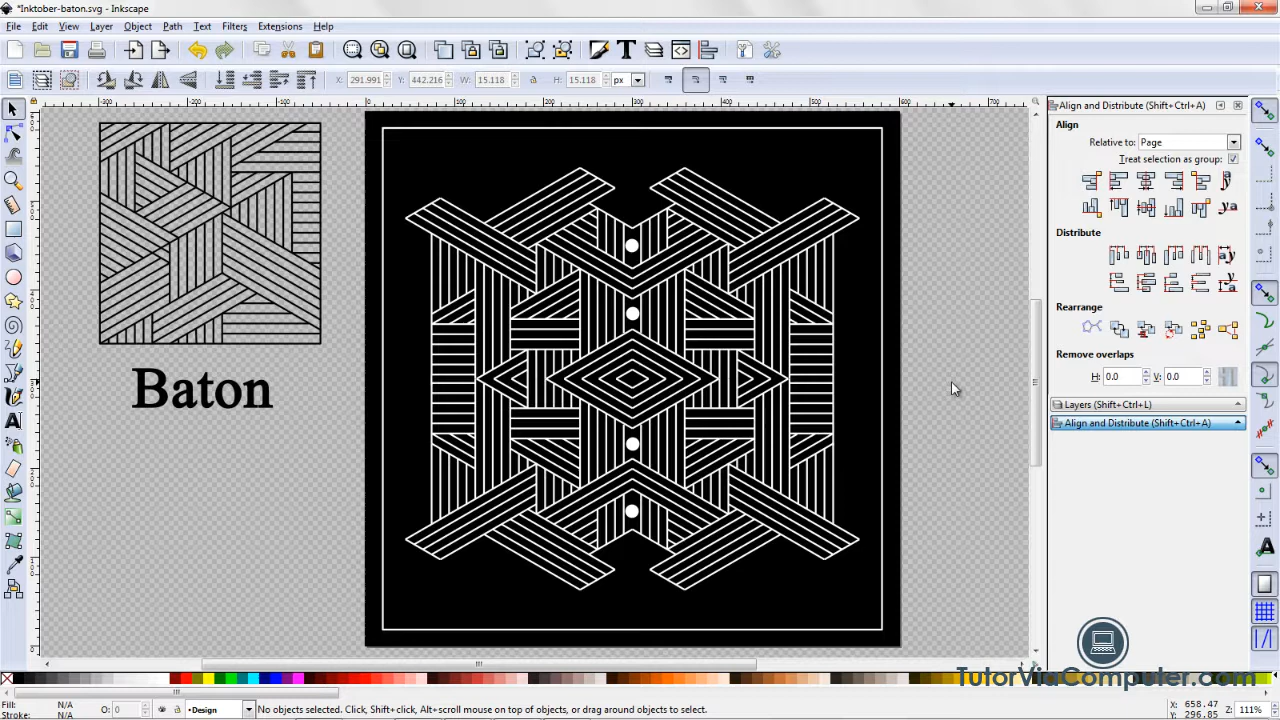 *Inktober-baton.svg - Inkscape
File Edit View Layer Object Path Text Filters Extensions Help
X: 291.991 Y: 442.216 W: 15.118 H: 15.118 px
Align and Distribute (Shift+Ctrl+A)
Align
Relative to: Page
Treat selection as group:
Distribute
Rearrange
Remove overlaps
H: 0.0 V: 0.0
Layers (Shift+Ctrl+L)
Align and Distribute (Shift+Ctrl+A)
Baton
TutorViaComputer.com
Fill: N/A
Stroke: N/A
O: 0
Design
No objects selected. Click, Shift+click, Alt+scroll mouse on top of objects, or drag around objects to select.
X: 658.47
Y: 296.85
Z: 111%